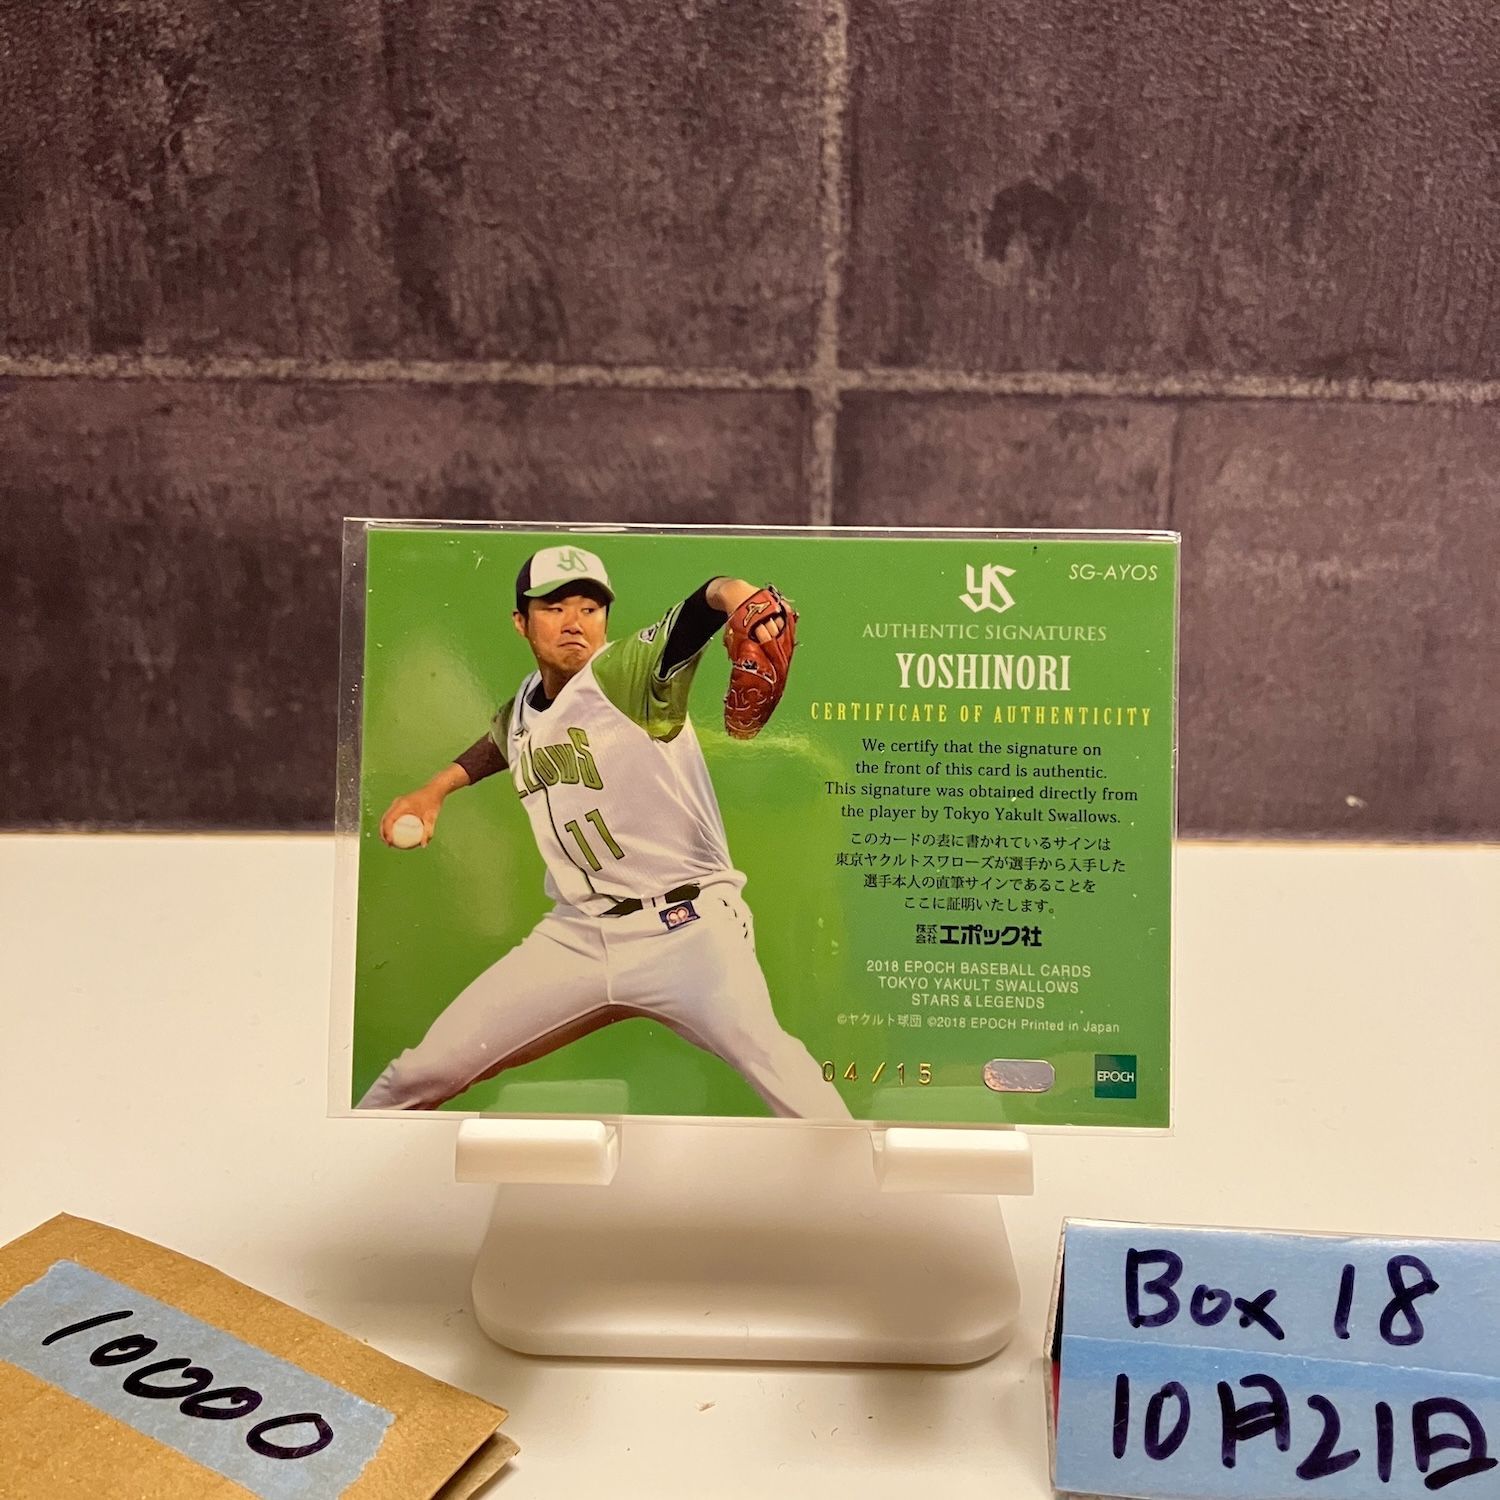 YS
SG-AYOS
YS
AUTHENTIC SIGNATURES
YOSHINORI
CERTIFICATE OF AUTHENTICITY
We certify that the signature on
the front of this card is authentic.
This signature was obtained directly from
the player by Tokyo Yakult Swallows.
このカードの表に書かれているサインは
東京ヤクルトスワローズが選手から入手した
選手本人の直筆サインであることを
ここに証明いたします。
株式会社エポック社
2018 EPOCH BASEBALL CARDS
TOKYO YAKULT SWALLOWS
STARS & LEGENDS
©ヤクルト球団 ©2018 EPOCH Printed in Japan
04/15
EPOCH
llowS
11
10000
Box 18
10月21日